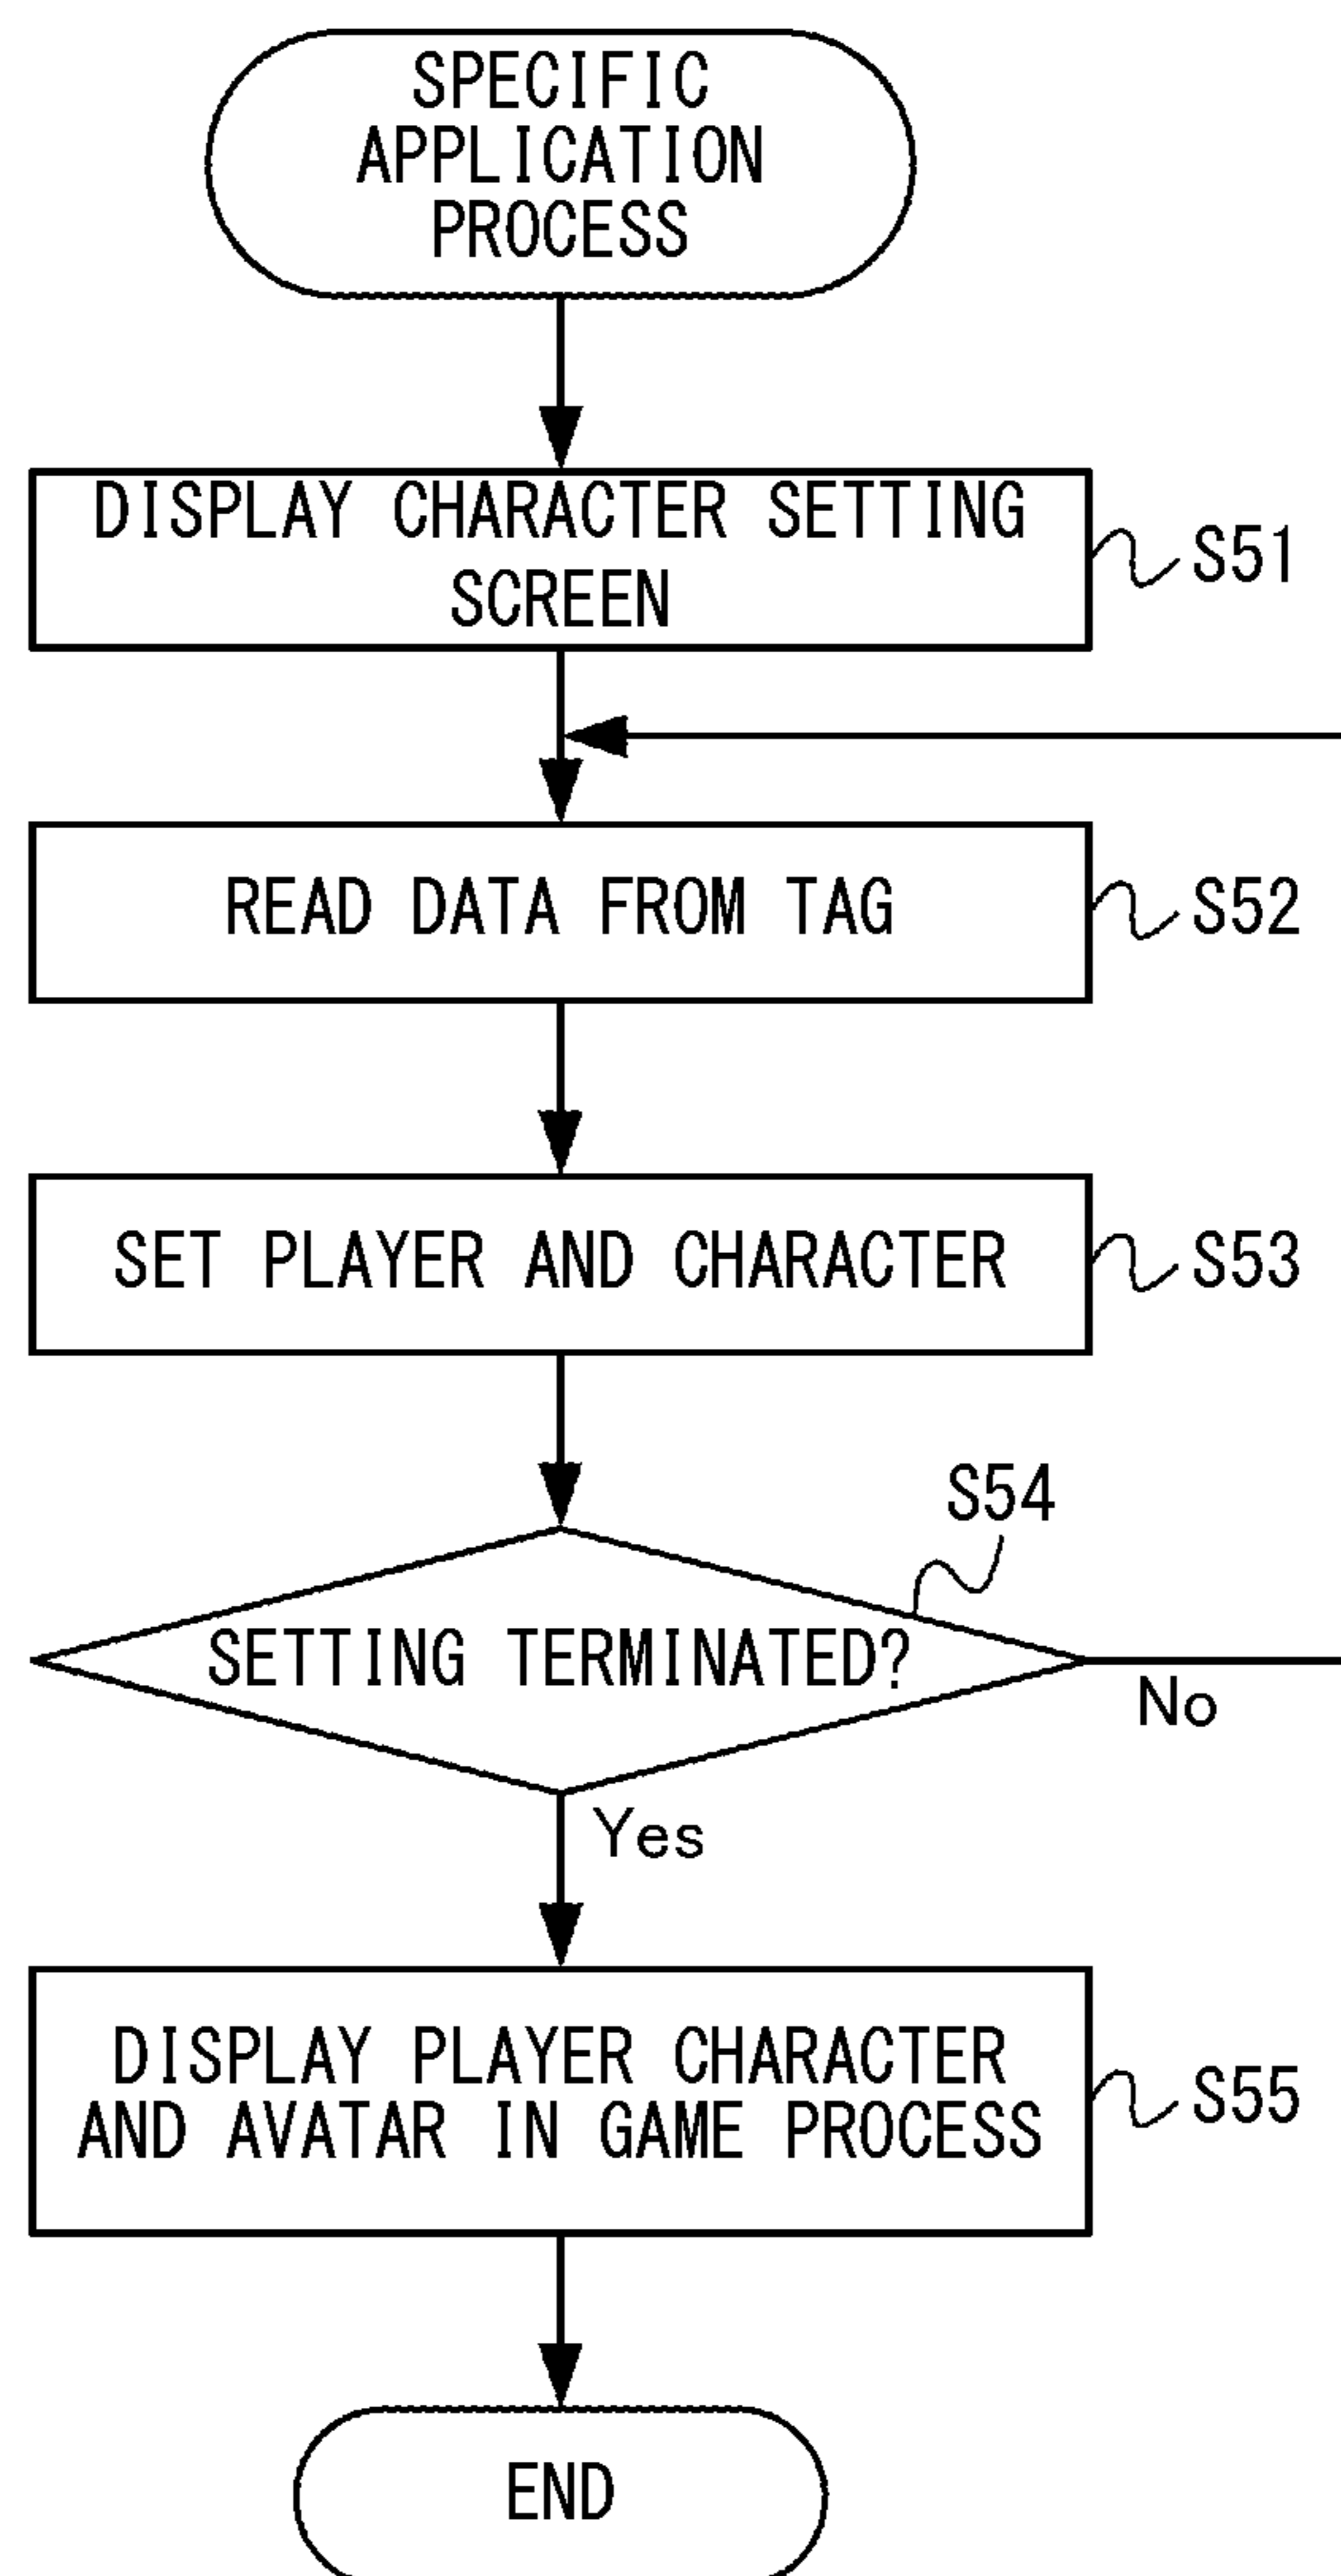 SPECIFIC
APPLICATION
PROCESS
DISPLAY CHARACTER SETTING
SCREEN
S51
READ DATA FROM TAG
S52
SET PLAYER AND CHARACTER
S53
S54
SETTING TERMINATED?
No
Yes
DISPLAY PLAYER CHARACTER
AND AVATAR IN GAME PROCESS
S55
END